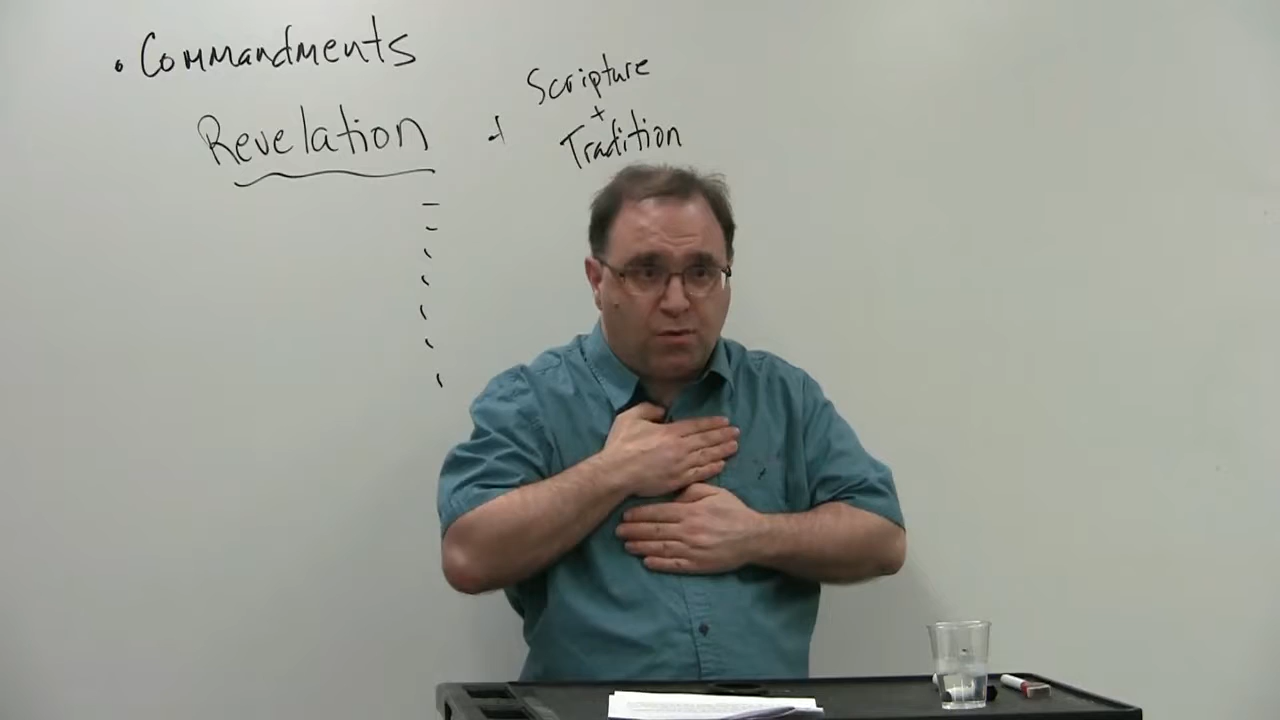 • Commandments
Revelation
Scripture
+
Tradition